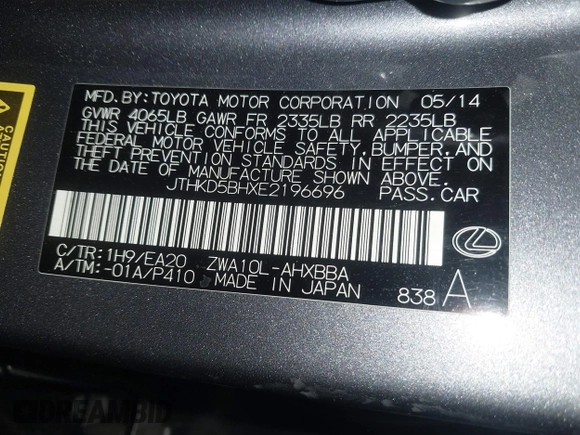 MFD. BY: TOYOTA MOTOR CORPORATION 05/14
GVWR 4065LB GAWR FR 2335LB RR 2235LB
THIS VEHICLE CONFORMS TO ALL APPLICABLE
FEDERAL MOTOR VEHICLE SAFETY, BUMPER, AND
THEFT PREVENTION STANDARDS IN EFFECT ON
THE DATE OF MANUFACTURE SHOWN ABOVE.
JTHKD5BHXE2196696 PASS.CAR
C/TR: 1H9/EA20 ZWA10L-AHXBBA
A/TM: -01A/P410 MADE IN JAPAN
838 A
DREAMBID